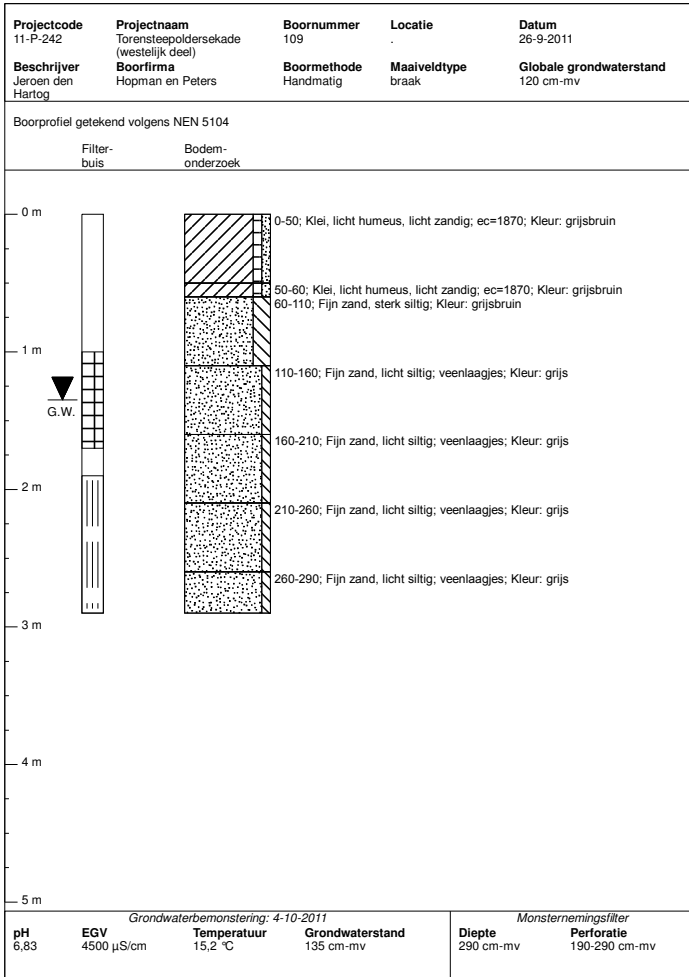 Projectcode Projectnaam Boornummer Locatie Datum
11-P-242 Torensteepoldersekade 109 . 26-9-2011
(westelijk deel)
Beschrijver Boorfirma Boormethode Maaiveldtype Globale grondwaterstand
Jeroen den Hopman en Peters Handmatig braak 120 cm-mv
Hartog
Boorprofiel getekend volgens NEN 5104
Filter- Bodem-
buis onderzoek
0 m
0-50; Klei, licht humeus, licht zandig; ec=1870; Kleur: grijsbruin
50-60; Klei, licht humeus, licht zandig; ec=1870; Kleur: grijsbruin
60-110; Fijn zand, sterk siltig; Kleur: grijsbruin
1 m
110-160; Fijn zand, licht siltig; veenlaagjes; Kleur: grijs
G.W.
160-210; Fijn zand, licht siltig; veenlaagjes; Kleur: grijs
2 m
210-260; Fijn zand, licht siltig; veenlaagjes; Kleur: grijs
260-290; Fijn zand, licht siltig; veenlaagjes; Kleur: grijs
3 m
4 m
5 m
Grondwaterbemonstering: 4-10-2011 Monsternemingsfilter
pH EGV Temperatuur Grondwaterstand Diepte Perforatie
6,83 4500 µS/cm 15,2 °C 135 cm-mv 290 cm-mv 190-290 cm-mv